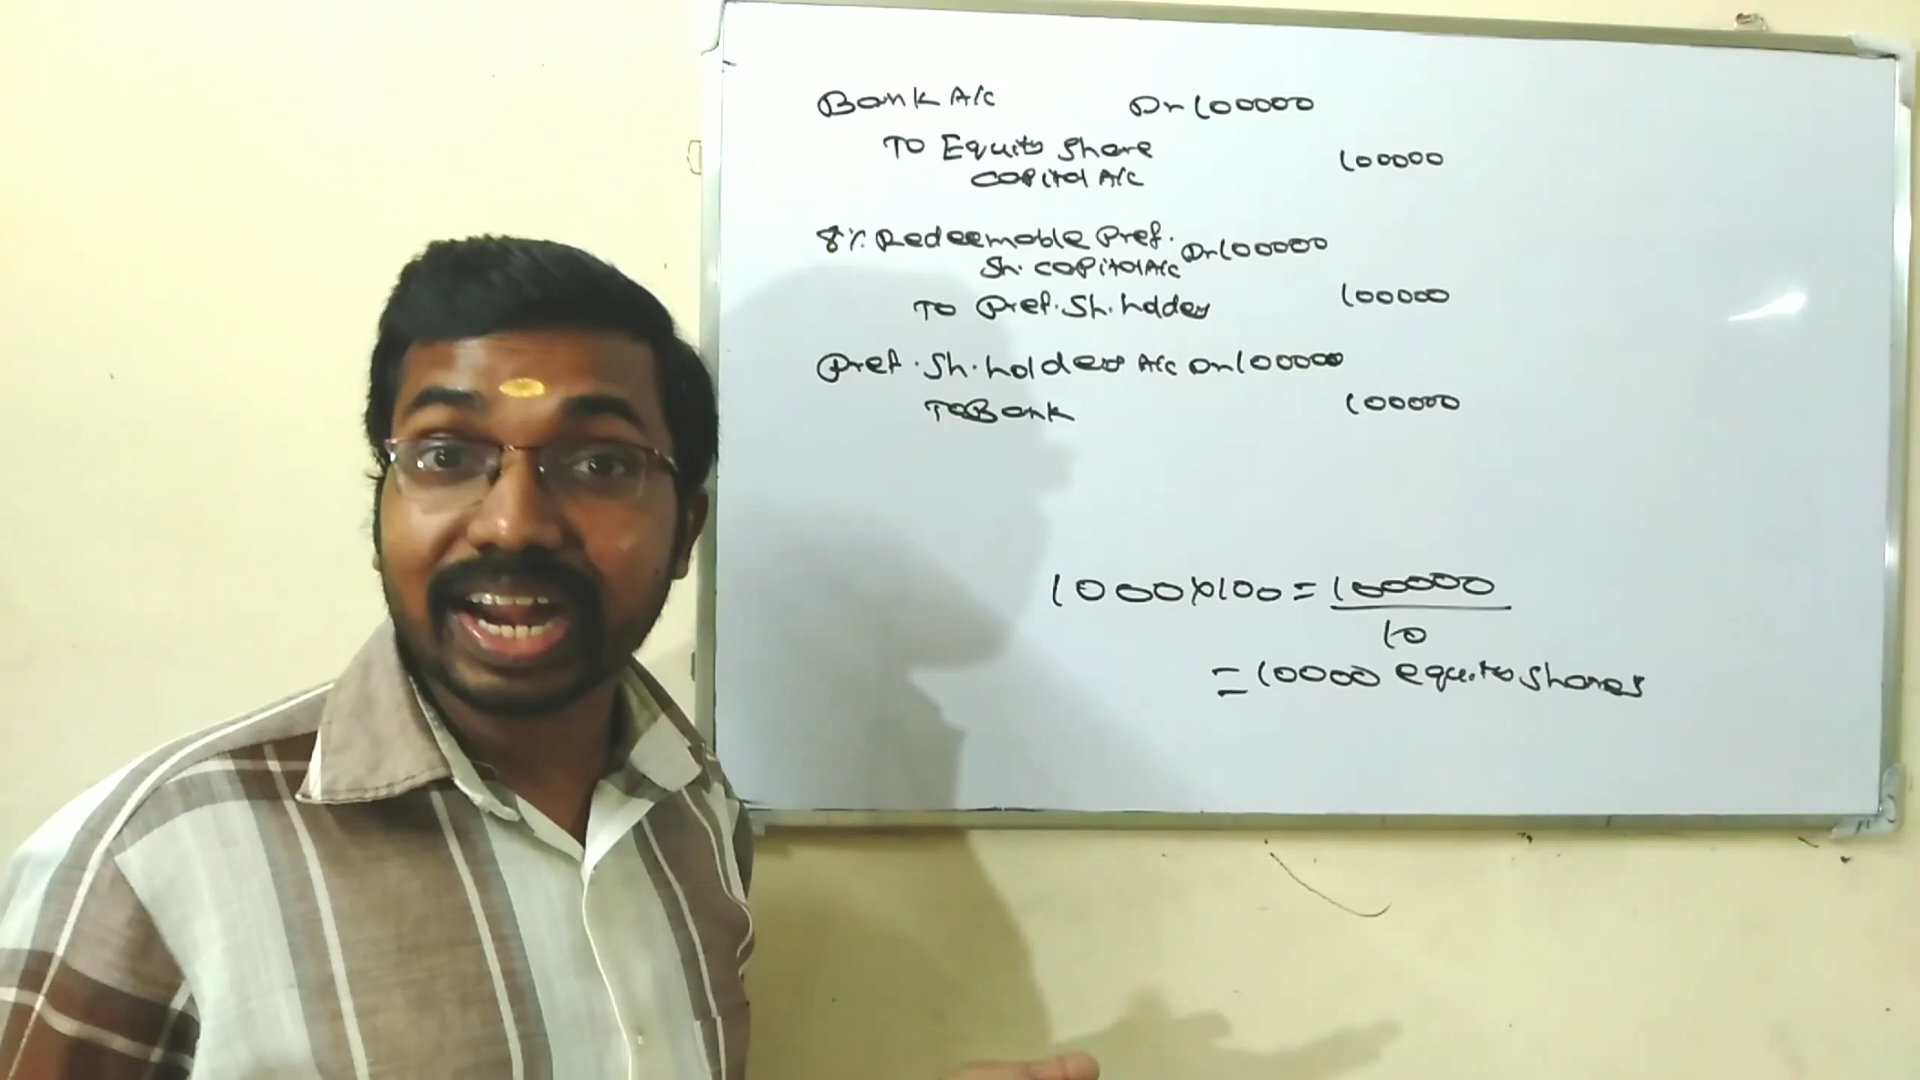 Bank A/c Dr 100000
To Equity Share 100000
Capital A/c
8% Redeemable Pref. Dr 100000
Sh. Capital A/c
To Pref. Sh. holder 100000
Pref. Sh. holder A/c Dr 100000
To Bank 100000
1000 x 100 = 100000
10
= 10000 equity shares